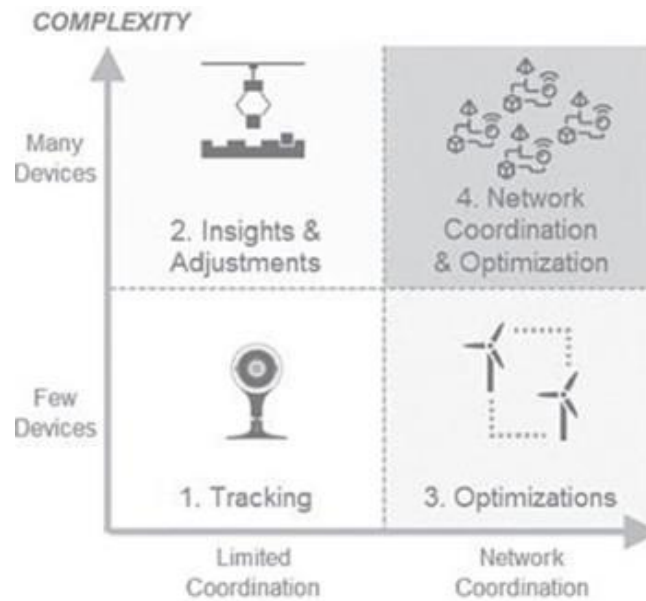 COMPLEXITY
Many
Devices
2. Insights &
Adjustments
4. Network
Coordination
& Optimization
Few
Devices
1. Tracking
3. Optimizations
Limited
Coordination
Network
Coordination